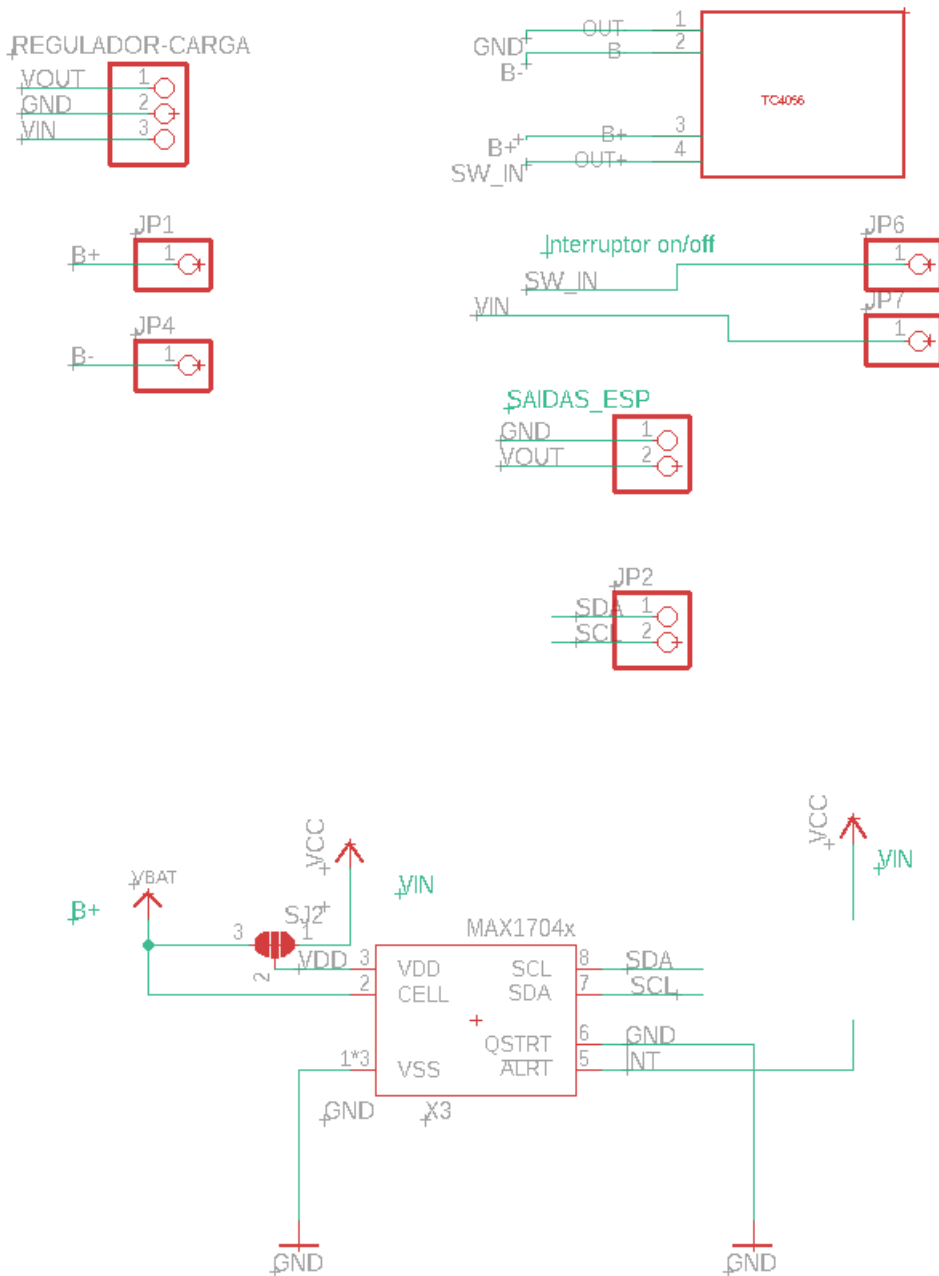 REGULADOR-CARGA
VOUT 1
GND 2
VIN 3
OUT- 1
GND B- 2
B-
TC4056
B+ B+ 3
SW_IN OUT+ 4
JP1
B+ 1
JP4
B- 1
Interruptor on/off
SW_IN
VIN
JP6
1
JP7
1
SAIDAS_ESP
GND 1
VOUT 2
JP2
SDA 1
SCL 2
VCC
VIN
VBAT
B+
SJ2
3 1
2
VCC
VIN
MAX1704x
VDD 3 VDD SCL 8 SDA
2 CELL SDA 7 SCL
QSTRT 6 GND
1*3 VSS ALRT 5 INT
GND X3
GND
GND